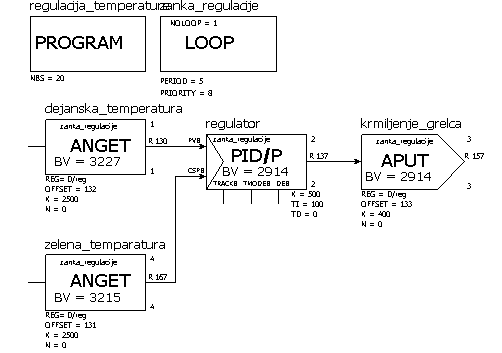 regulacija_temperatura
zanka_regulacije
NOLOOP = 1
PROGRAM
LOOP
NBS = 20
PERIOD = 5
PRIORITY = 8
dejanska_temperatura
zanka_regulacije
1
ANGET
R 130
BV = 3227
1
REG= D/reg
OFFSET = 132
K = 2500
N = 0
regulator
zanka_regulacije
2
PVB
PID/P
R 137
BV = 2914
CSPB
TRACKB TMODEB DEB
2
K = 500
TI = 100
TD = 0
krmiljenje_grelca
zanka_regulacije
3
APUT
R 157
BV = 2914
3
REG = D/reg
OFFSET = 133
K = 400
N = 0
zelena_temparatura
zanka_regulacije
4
ANGET
R 167
BV = 3215
4
REG= D/reg
OFFSET = 131
K = 2500
N = 0